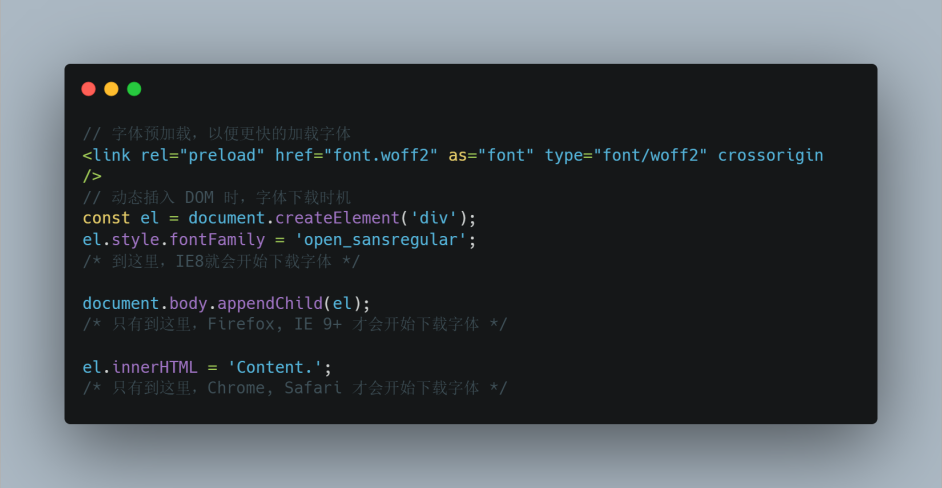 // 字体预加载，以便更快的加载字体
<link rel="preload" href="font.woff2" as="font" type="font/woff2" crossorigin
/>
// 动态插入 DOM 时，字体下载时机
const el = document.createElement('div');
el.style.fontFamily = 'open_sansregular';
/* 到这里，IE8就会开始下载字体 */
document.body.appendChild(el);
/* 只有到这里，Firefox, IE 9+ 才会开始下载字体 */
el.innerHTML = 'Content.';
/* 只有到这里，Chrome, Safari 才会开始下载字体 */